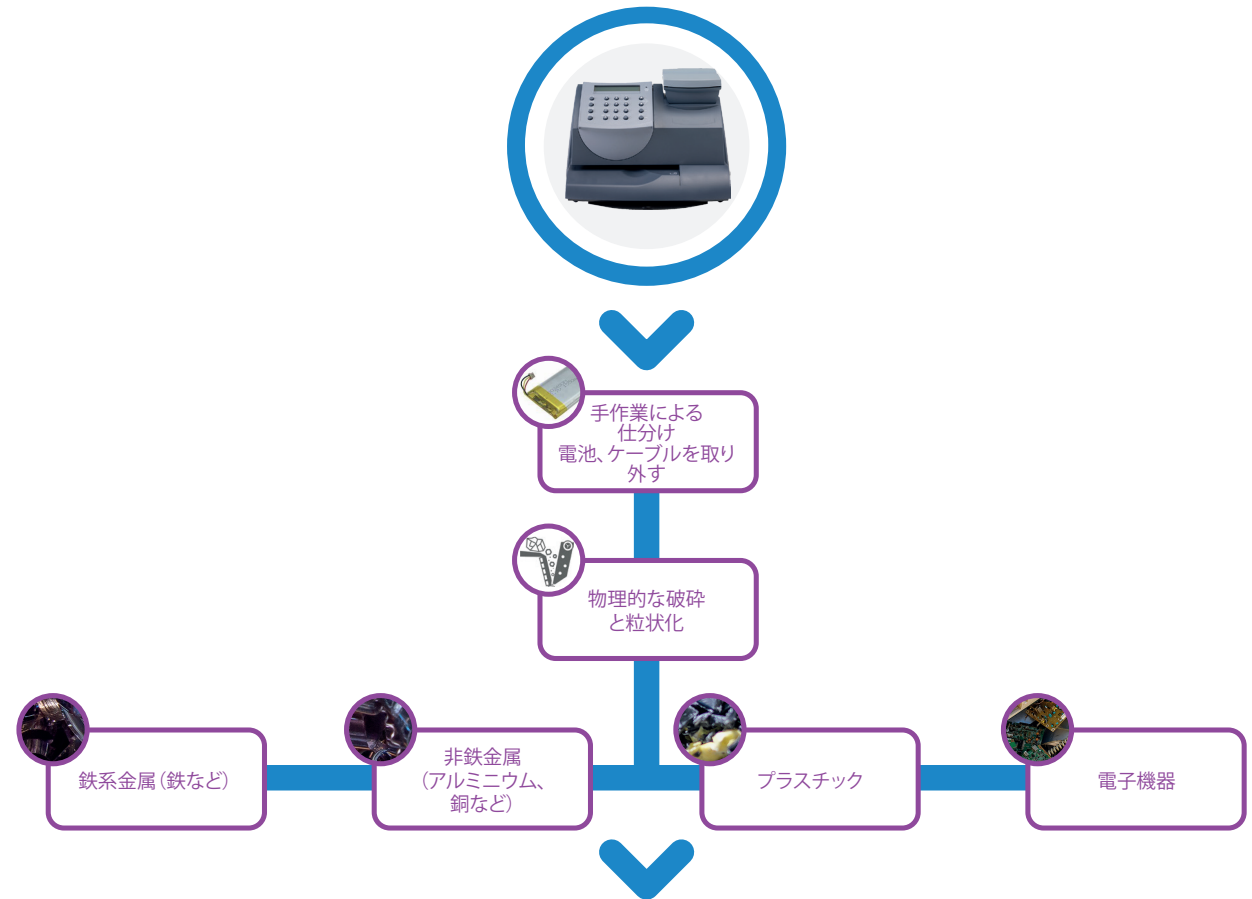 手作業による
仕分け
電池、ケーブルを取り
外す
物理的な破砕
と粒状化
鉄系金属（鉄など）
非鉄金属
（アルミニウム、
銅など）
プラスチック
電子機器